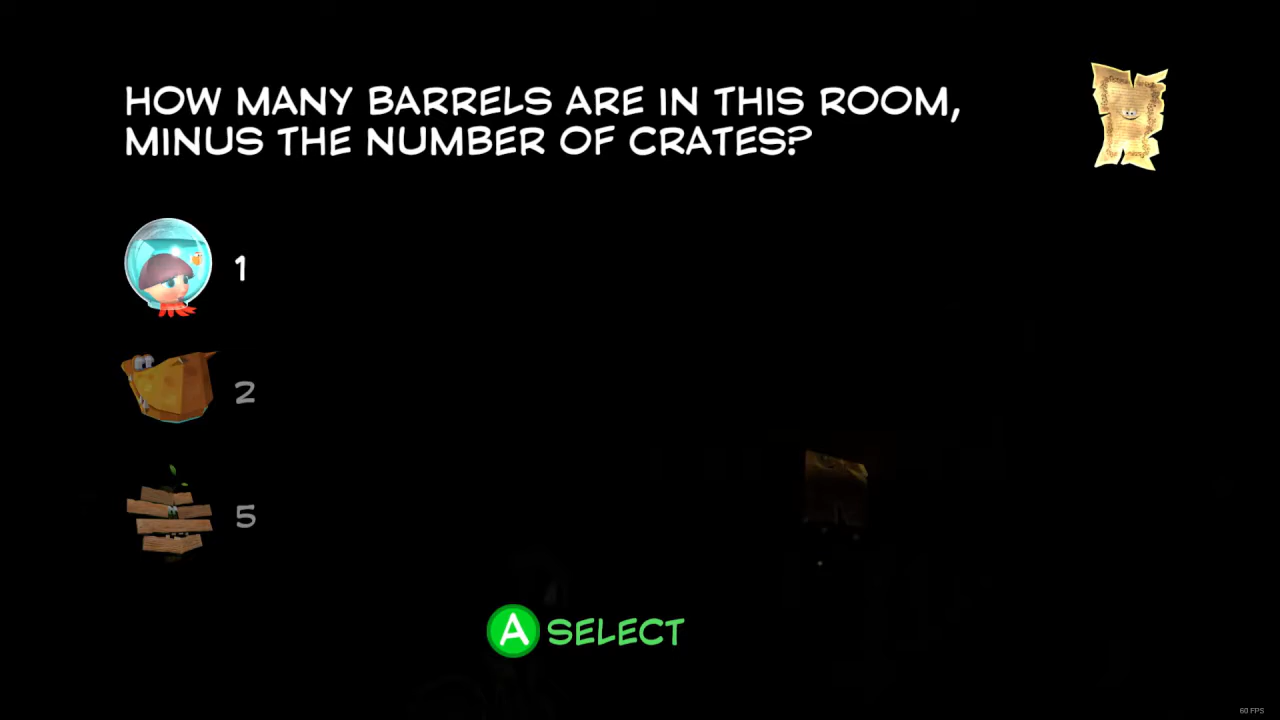 HOW MANY BARRELS ARE IN THIS ROOM,
MINUS THE NUMBER OF CRATES?
1
2
5
A SELECT
60 FPS